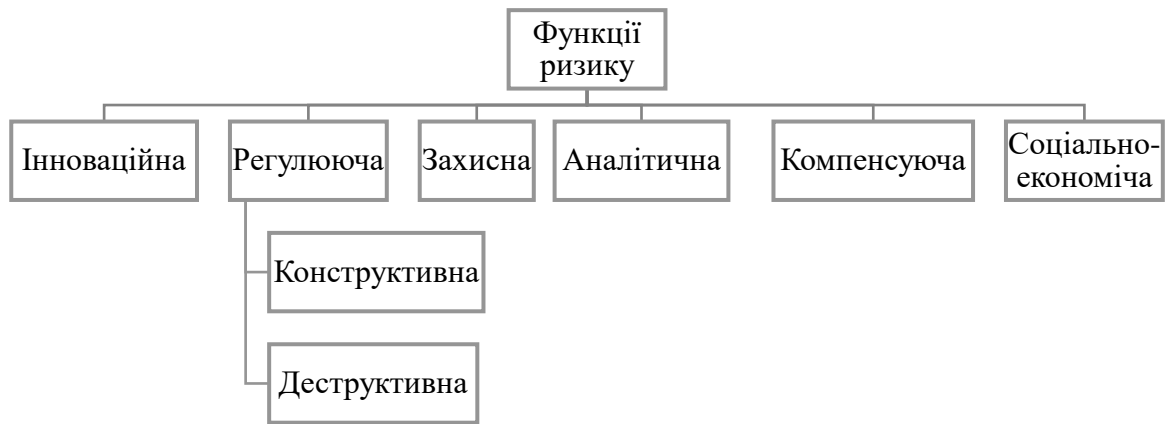 Функції
ризику
Інноваційна
Регулююча
Захисна
Аналітична
Компенсуюча
Соціально-
економіча
Конструктивна
Деструктивна